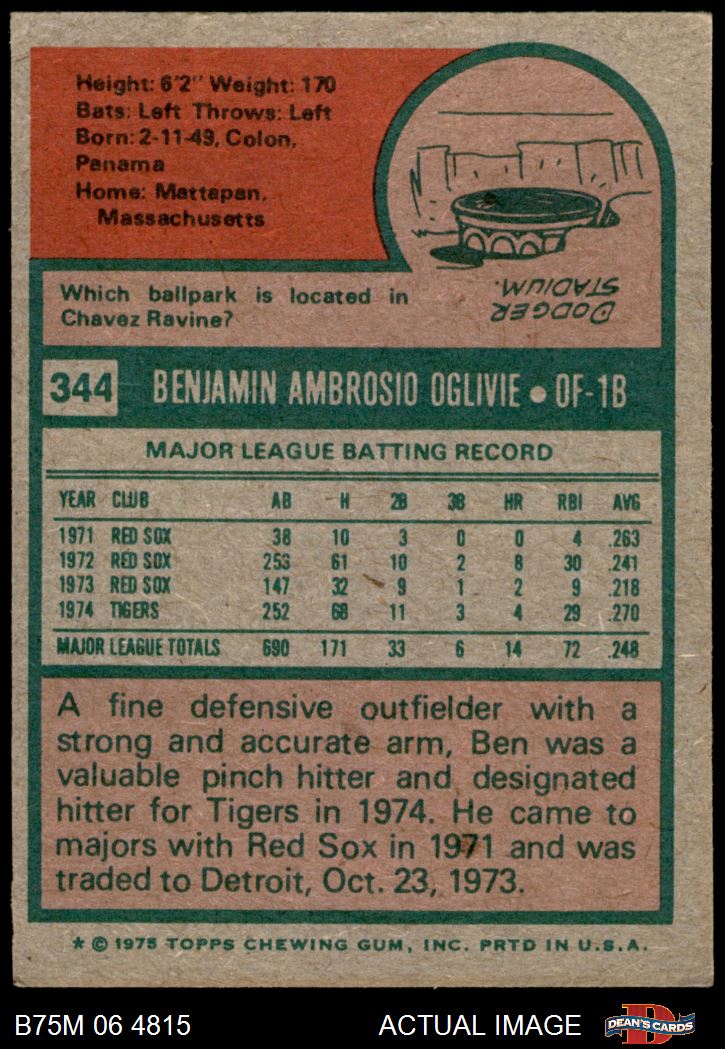 Height: 6'2" Weight: 170
Bats: Left Throws: Left
Born: 2-11-49, Colon,
Panama
Home: Mattapan,
Massachusetts
Which ballpark is located in
Chavez Ravine?
DODGER
STADIUM.
344 BENJAMIN AMBROSIO OGLIVIE • OF-1B
MAJOR LEAGUE BATTING RECORD
YEAR CLUB AB H 2B 3B HR RBI AVG
1971 RED SOX 38 10 3 0 0 4 .263
1972 RED SOX 253 61 10 2 8 30 .241
1973 RED SOX 147 32 9 1 2 9 .218
1974 TIGERS 252 68 11 3 4 29 .270
MAJOR LEAGUE TOTALS 690 171 33 6 14 72 .248
A fine defensive outfielder with a
strong and accurate arm, Ben was a
valuable pinch hitter and designated
hitter for Tigers in 1974. He came to
majors with Red Sox in 1971 and was
traded to Detroit, Oct. 23, 1973.
* © 1975 TOPPS CHEWING GUM, INC. PRTD IN U.S.A.
B75M 06 4815 ACTUAL IMAGE
DEAN'S CARDS